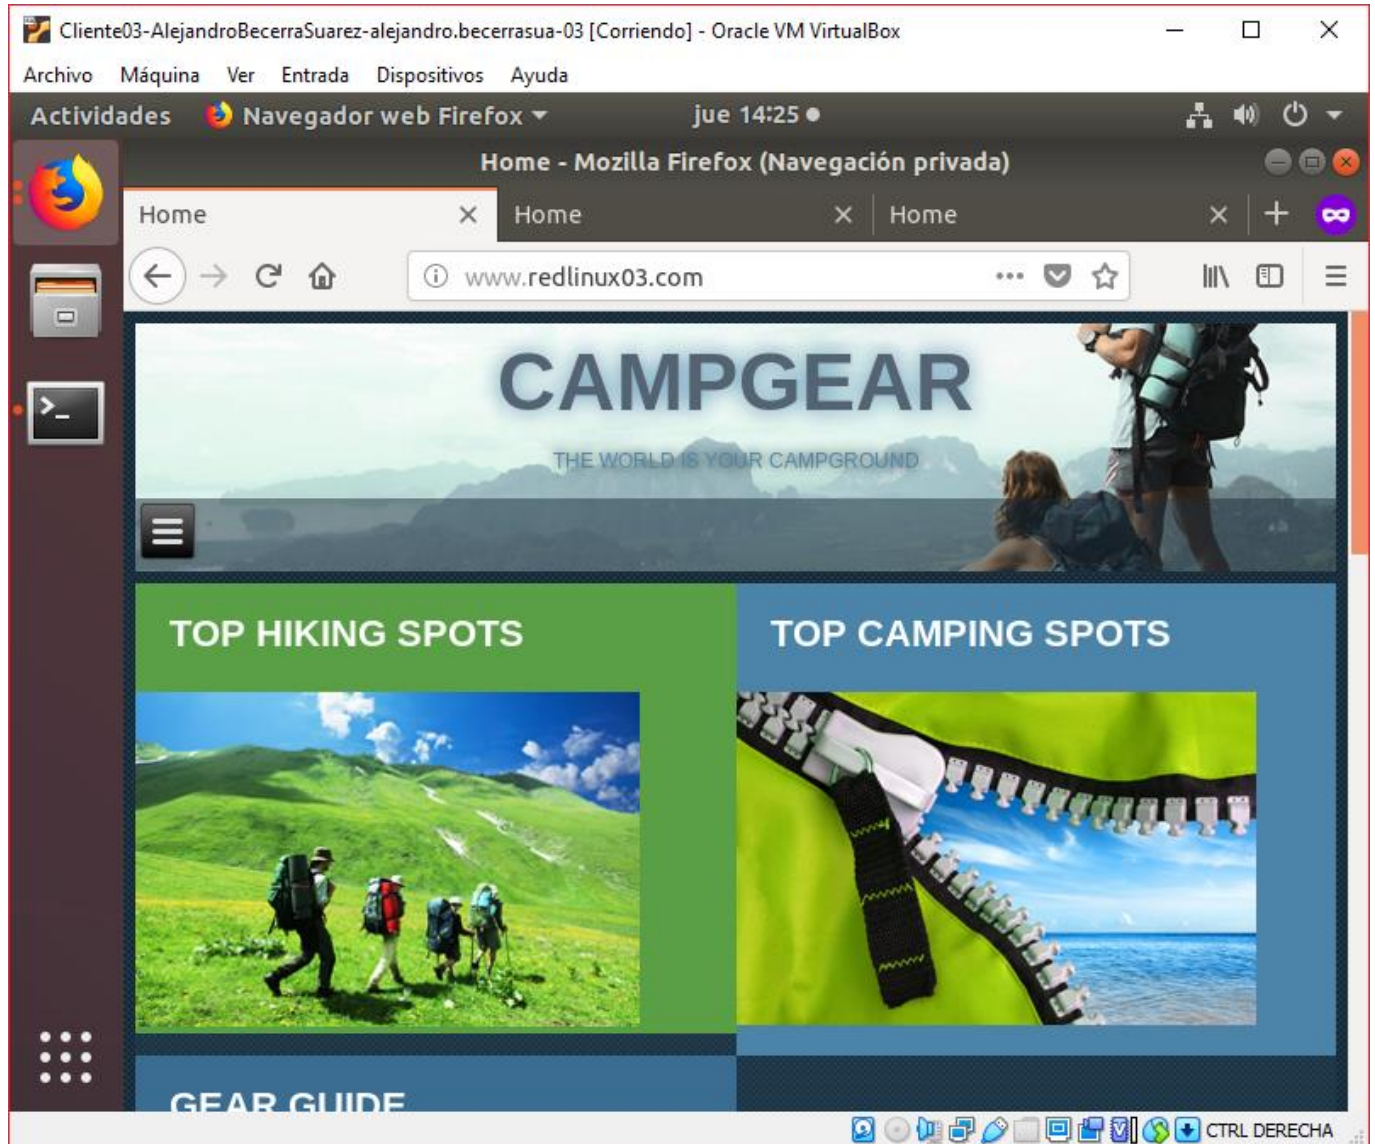 Cliente03-AlejandroBecerraSuarez-alejandro.becerrasua-03 [Corriendo] - Oracle VM VirtualBox
Archivo Máquina Ver Entrada Dispositivos Ayuda
Actividades Navegador web Firefox jue 14:25
Home - Mozilla Firefox (Navegación privada)
Home Home Home
www.redlinux03.com
CAMPGEAR
THE WORLD IS YOUR CAMPGROUND
TOP HIKING SPOTS
TOP CAMPING SPOTS
GEAR GUIDE
CTRL DERECHA